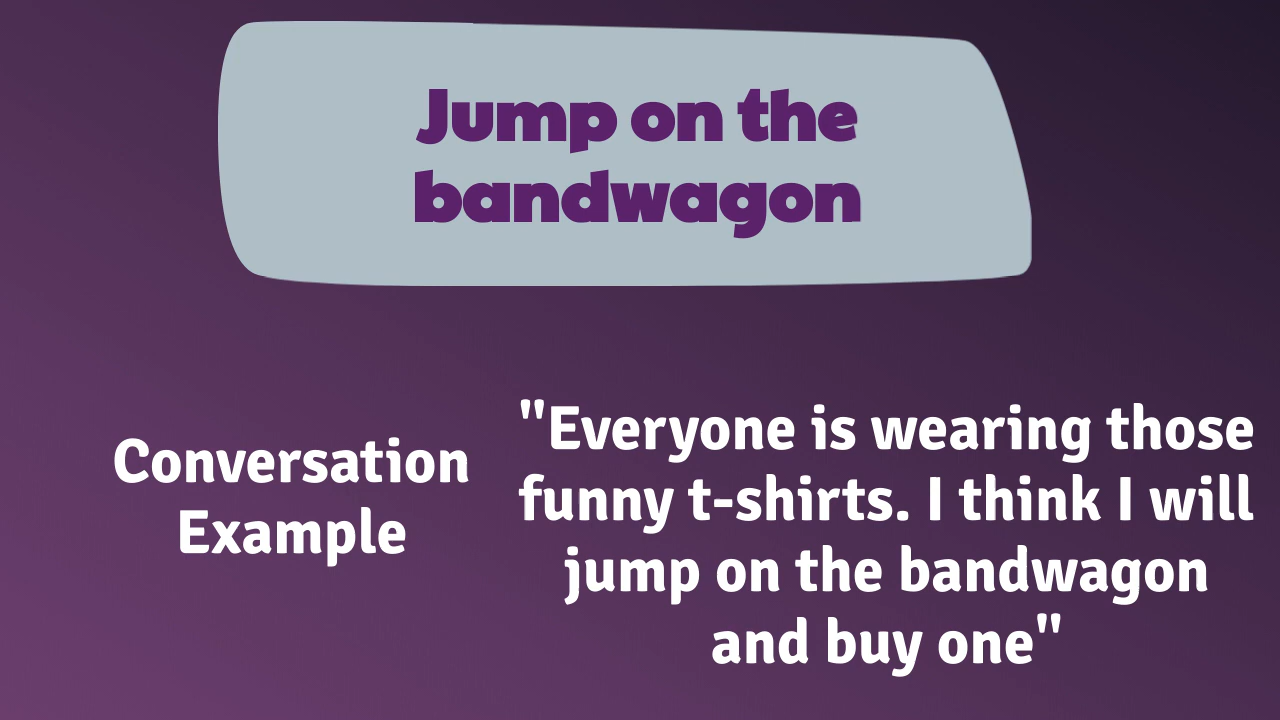 Jump on the
bandwagon
Conversation
Example
"Everyone is wearing those
funny t-shirts. I think I will
jump on the bandwagon
and buy one"